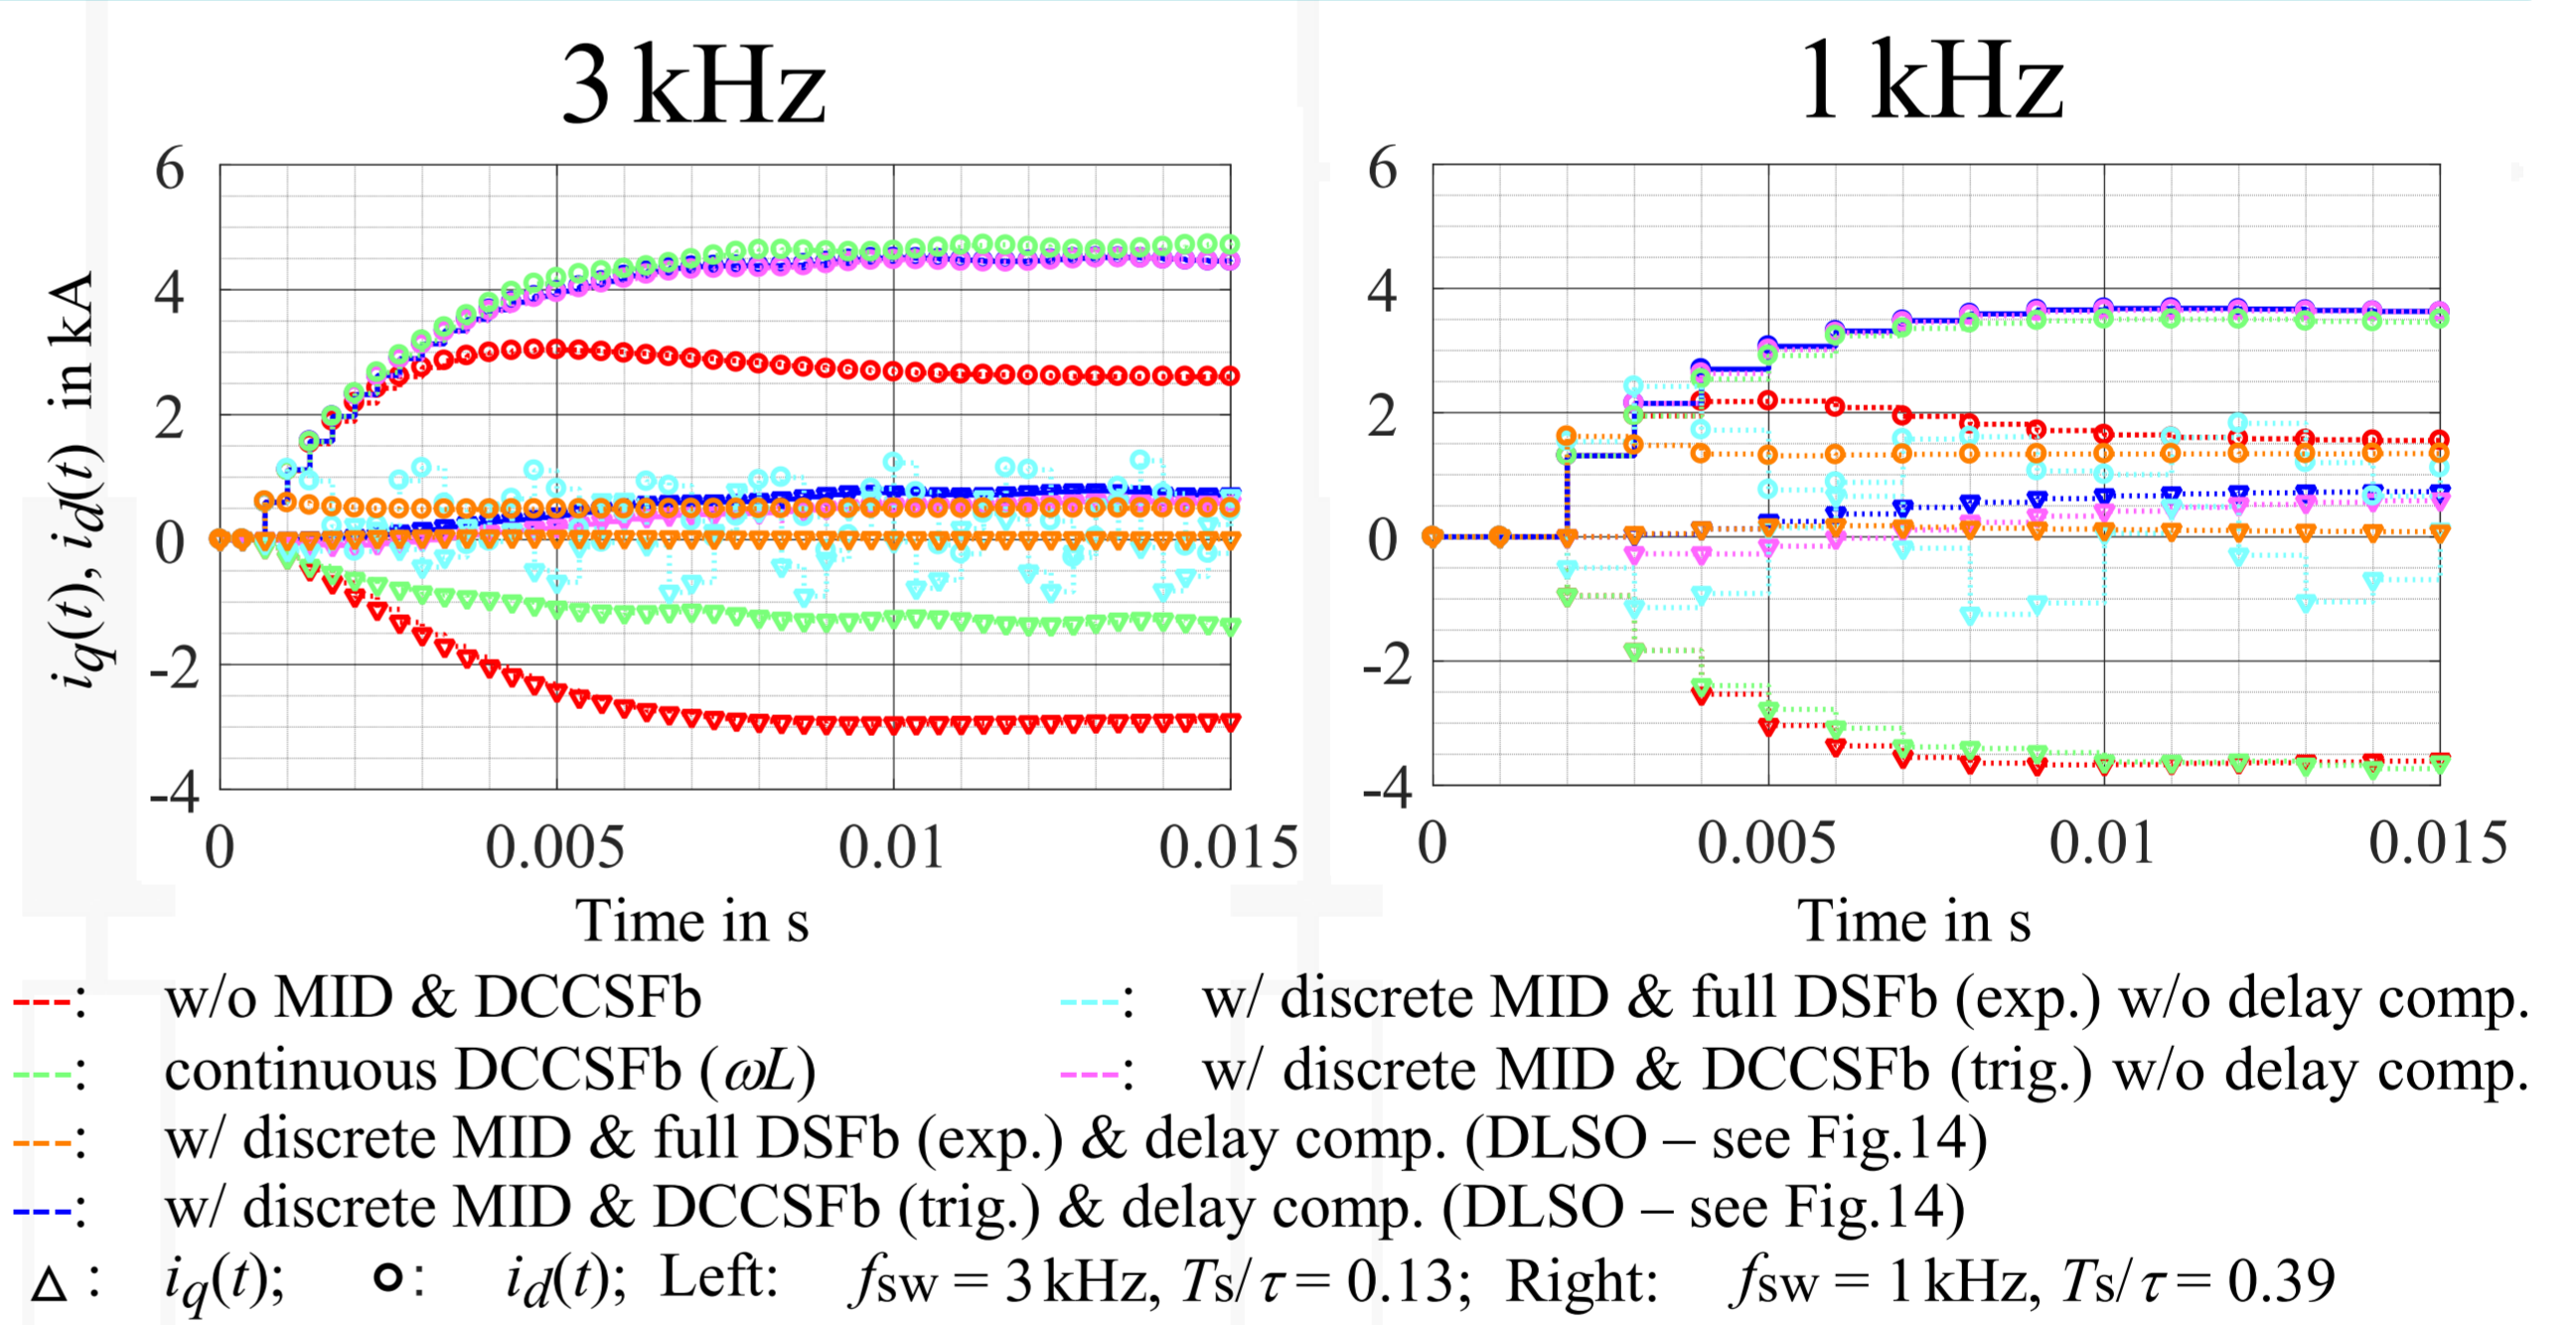 3 kHz
1 kHz
iq(t), id(t) in kA
6
4
2
0
-2
-4
0 0.005 0.01 0.015
Time in s
6
4
2
0
-2
-4
0 0.005 0.01 0.015
Time in s
---: w/o MID & DCCSFb
---: w/ discrete MID & full DSFb (exp.) w/o delay comp.
---: continuous DCCSFb (ωL)
---: w/ discrete MID & DCCSFb (trig.) w/o delay comp.
---: w/ discrete MID & full DSFb (exp.) & delay comp. (DLSO – see Fig.14)
---: w/ discrete MID & DCCSFb (trig.) & delay comp. (DLSO – see Fig.14)
△: iq(t); o: id(t); Left: fsw = 3 kHz, Ts/τ = 0.13; Right: fsw = 1 kHz, Ts/τ = 0.39